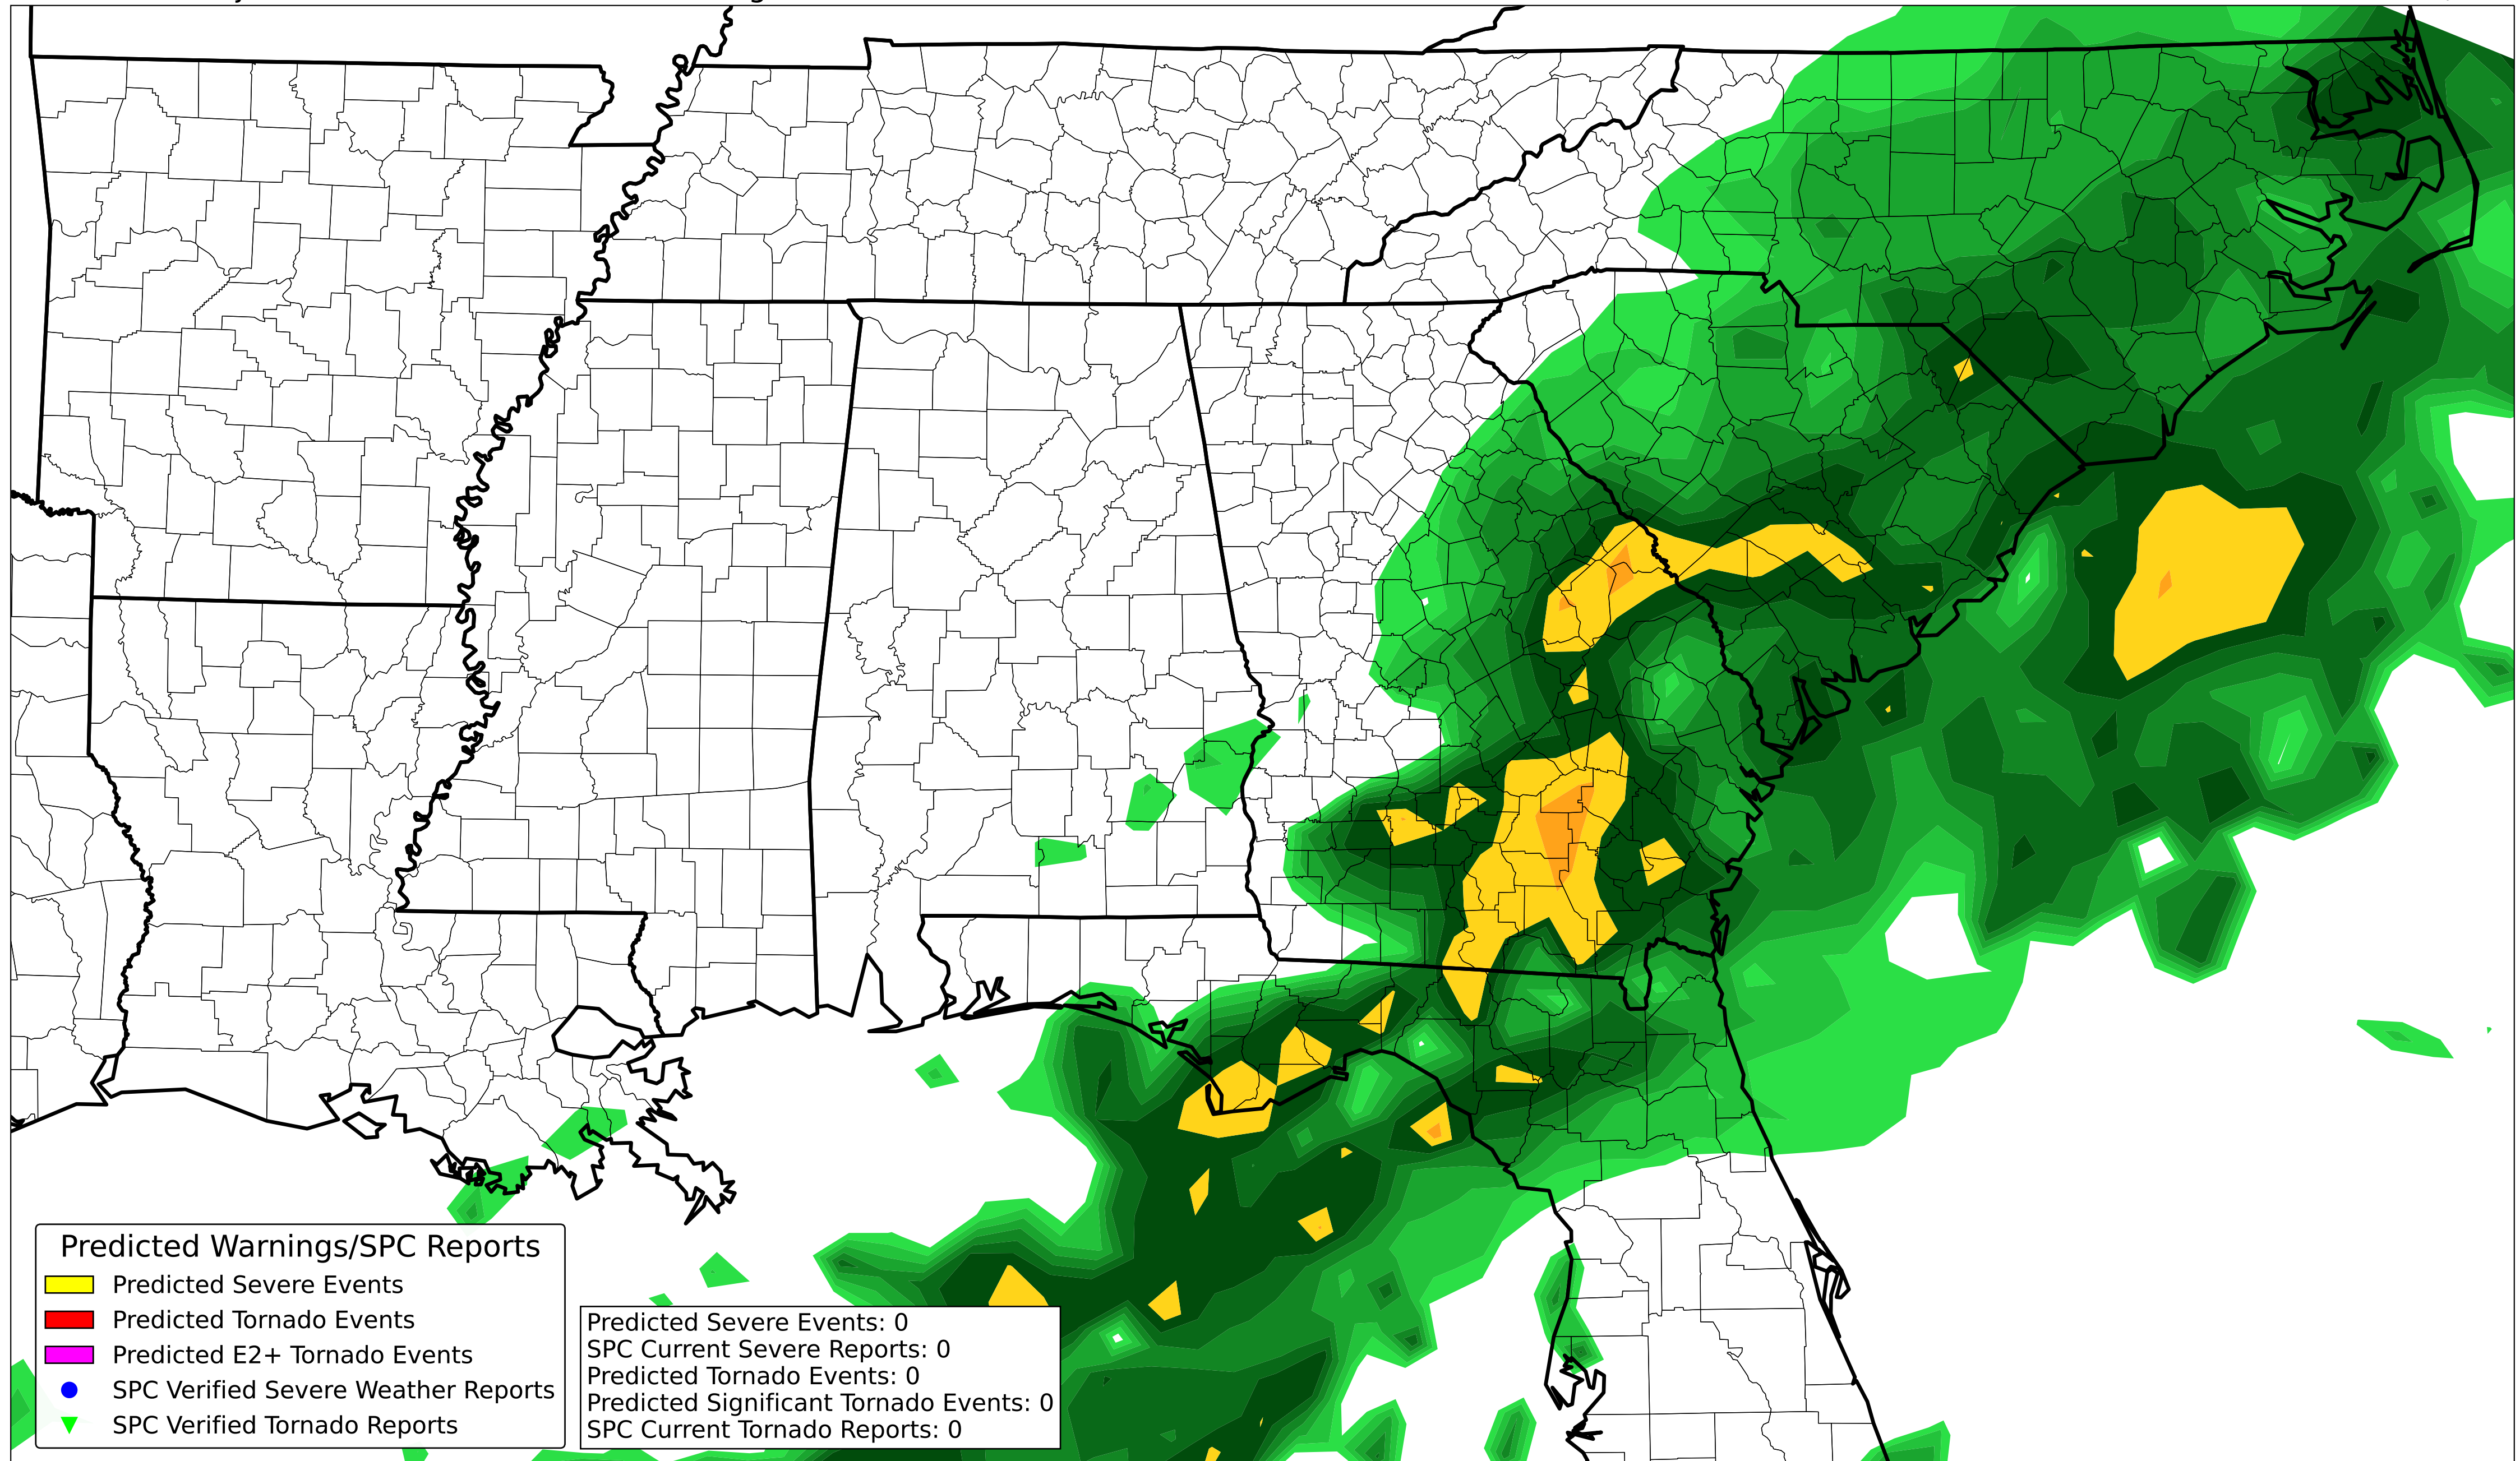 Predicted Warnings/SPC Reports
Predicted Severe Events
Predicted Tornado Events
Predicted E2+ Tornado Events
SPC Verified Severe Weather Reports
SPC Verified Tornado Reports
Predicted Severe Events: 0
SPC Current Severe Reports: 0
Predicted Tornado Events: 0
Predicted Significant Tornado Events: 0
SPC Current Tornado Reports: 0